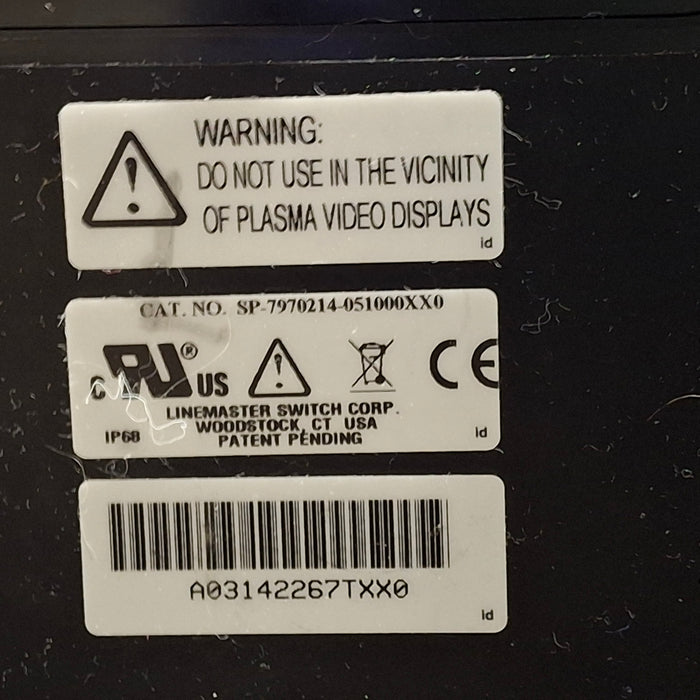 WARNING:
DO NOT USE IN THE VICINITY
OF PLASMA VIDEO DISPLAYS
id
CAT. NO. SP-7970214-051000XX0
c RU® US CE
LINEMASTER SWITCH CORP.
WOODSTOCK, CT USA
IP68 PATENT PENDING id
A03142267TXX0
id